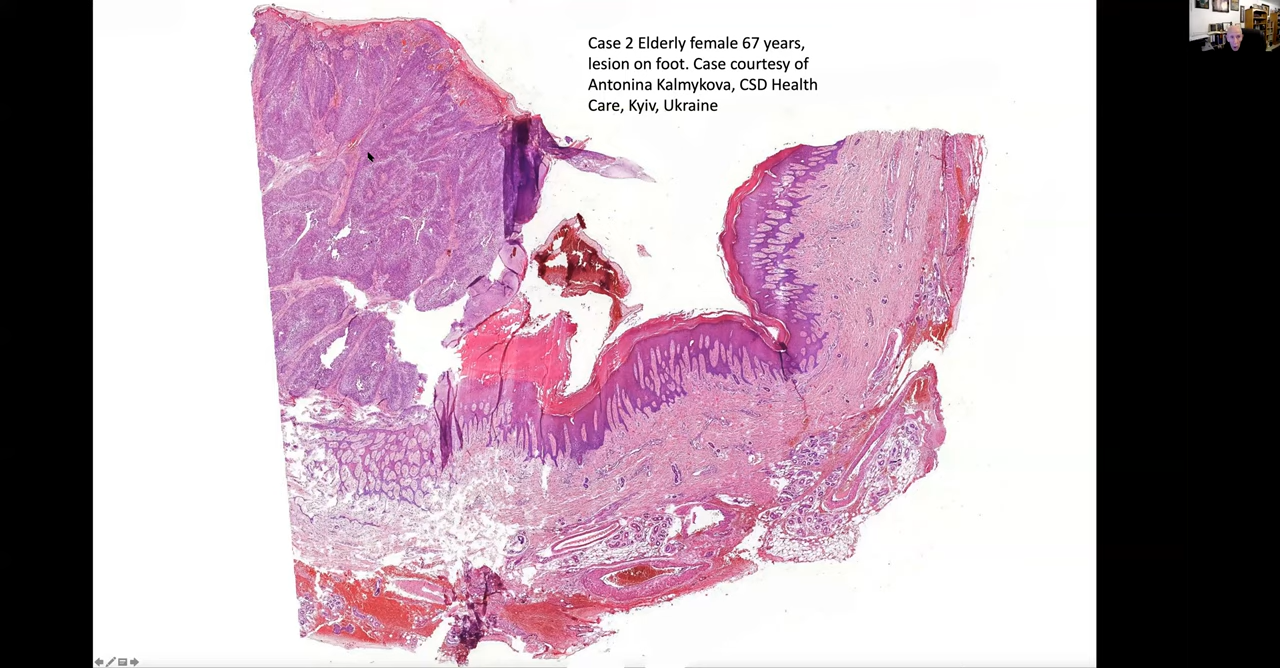 Case 2 Elderly female 67 years,
lesion on foot. Case courtesy of
Antonina Kalmykova, CSD Health
Care, Kyiv, Ukraine